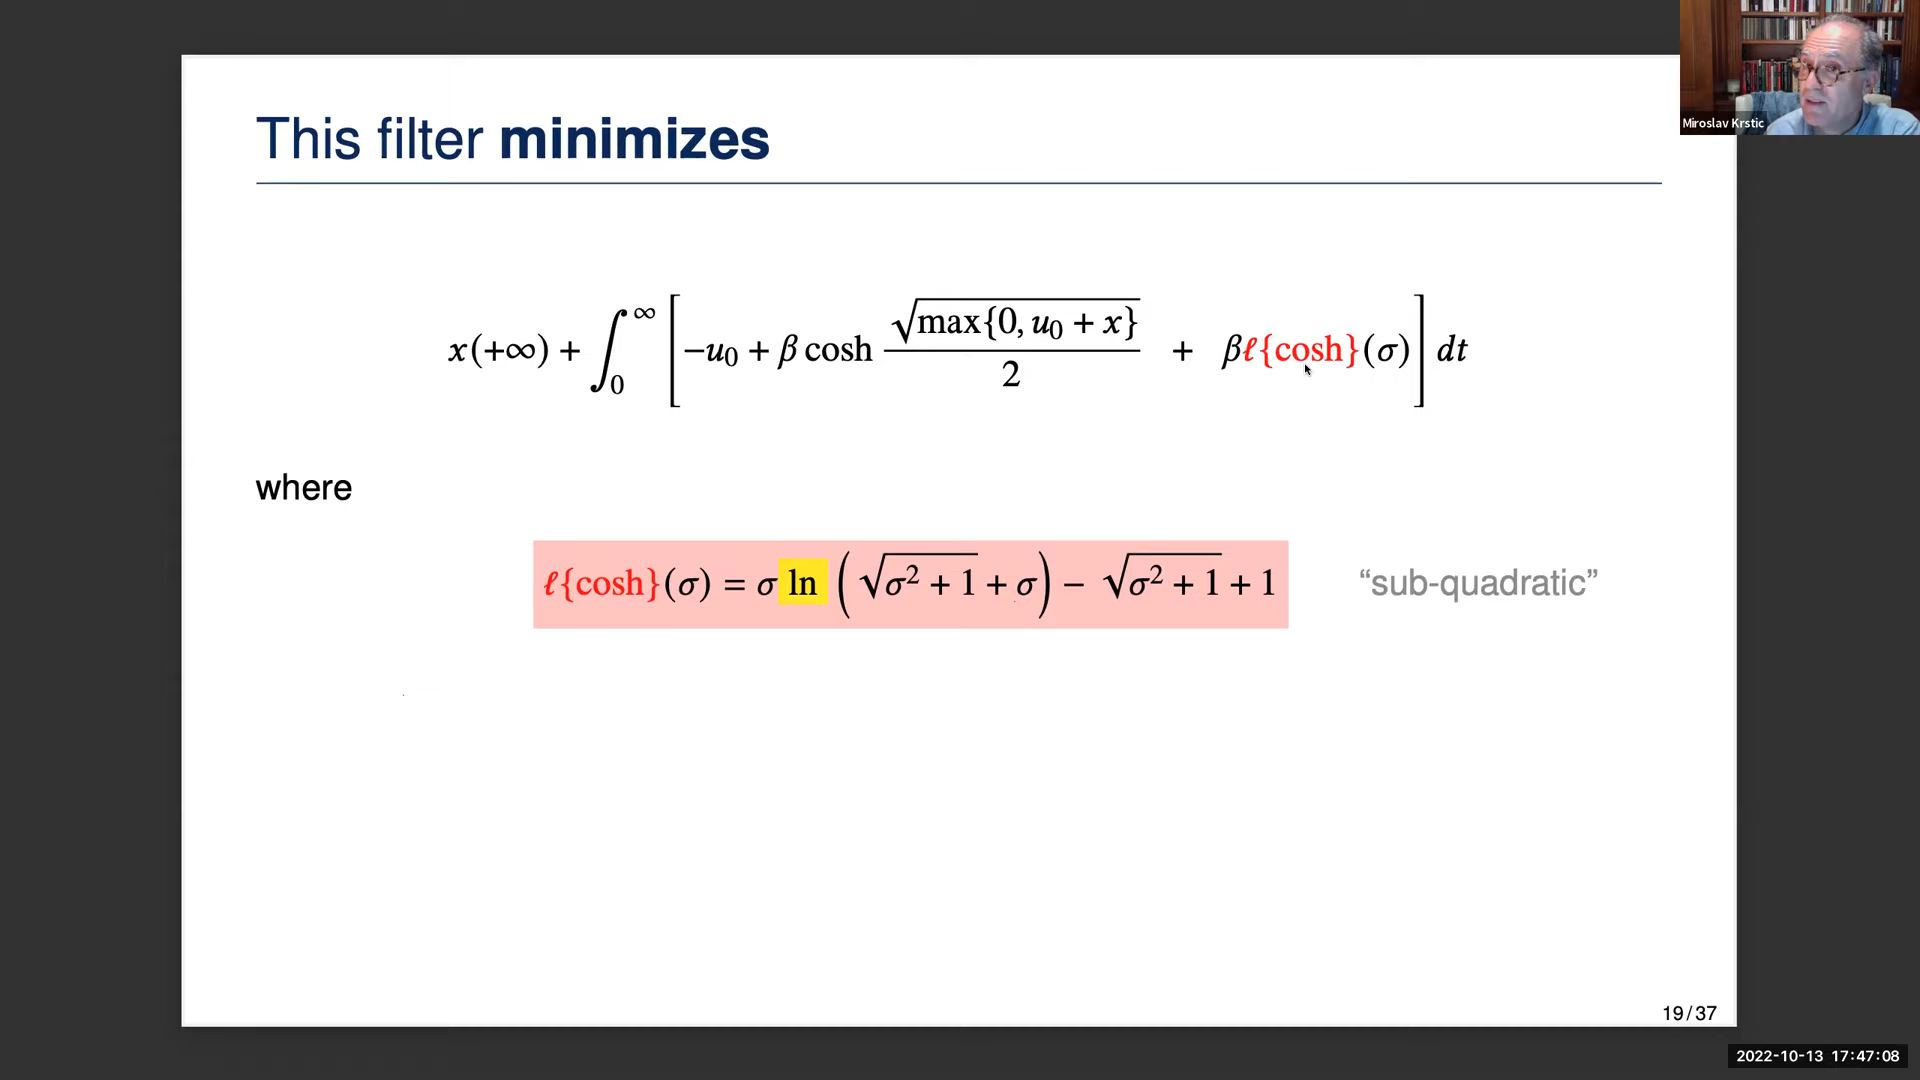 Miroslav Krstic
This filter minimizes
x(+∞) + ∫₀^∞ [ −u₀ + β cosh √(max{0, u₀ + x}) / 2 + βℓ{cosh}(σ) ] dt
where
ℓ{cosh}(σ) = σ ln ( √(σ² + 1) + σ ) − √(σ² + 1) + 1 “sub-quadratic”
19/37
2022-10-13 17:47:08